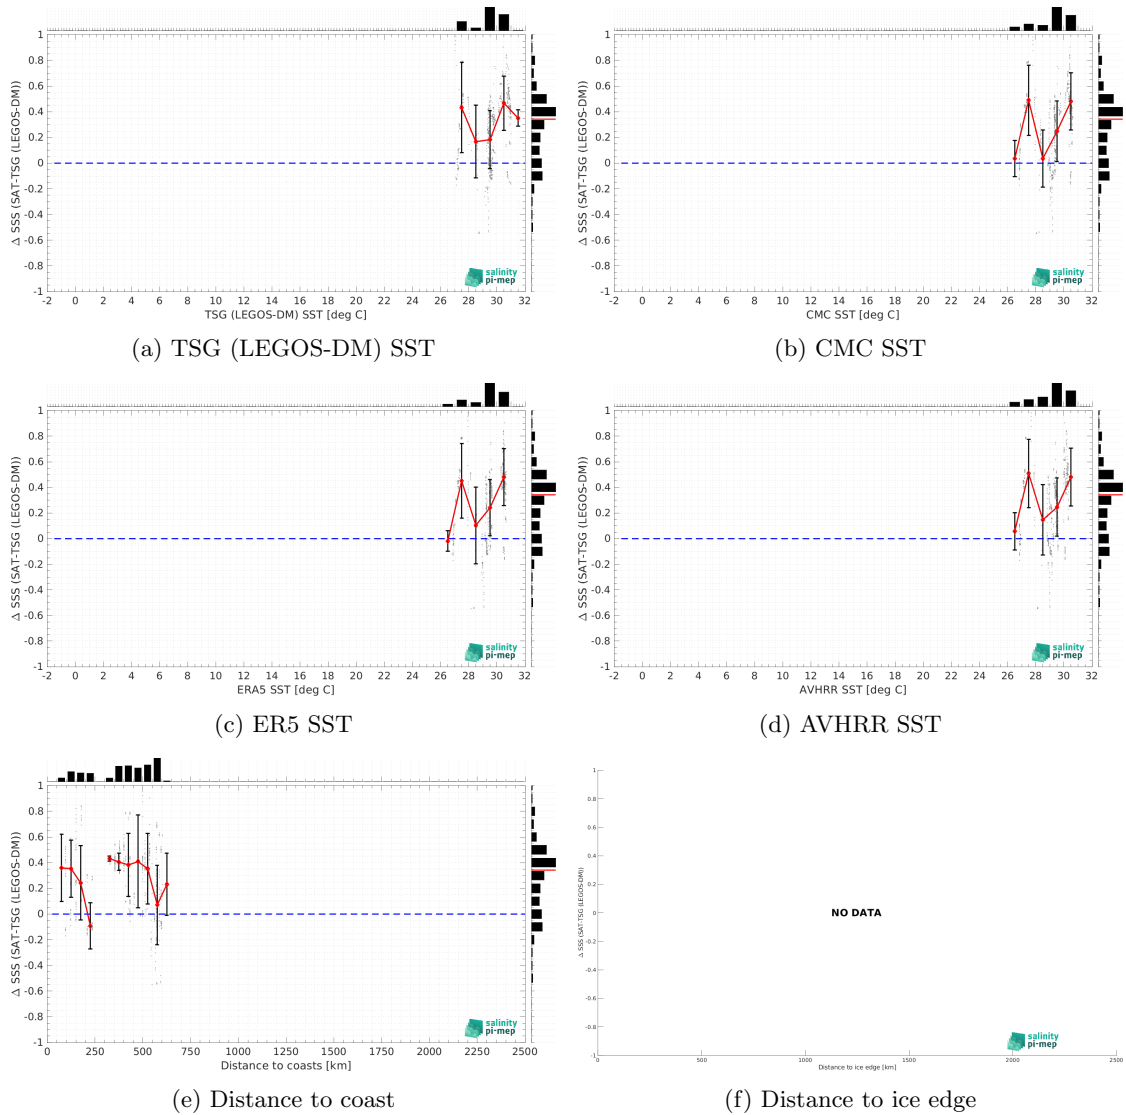 1
0.8
0.6
0.4
0.2
0
-0.2
-0.4
-0.6
-0.8
-1
Δ SSS (SAT-TSG (LEGOS-DM))
salinity
pi-mep
-2 0 2 4 6 8 10 12 14 16 18 20 22 24 26 28 30 32
TSG (LEGOS-DM) SST [deg C]
(a) TSG (LEGOS-DM) SST
1
0.8
0.6
0.4
0.2
0
-0.2
-0.4
-0.6
-0.8
-1
Δ SSS (SAT-TSG (LEGOS-DM))
salinity
pi-mep
-2 0 2 4 6 8 10 12 14 16 18 20 22 24 26 28 30 32
CMC SST [deg C]
(b) CMC SST
1
0.8
0.6
0.4
0.2
0
-0.2
-0.4
-0.6
-0.8
-1
Δ SSS (SAT-TSG (LEGOS-DM))
salinity
pi-mep
-2 0 2 4 6 8 10 12 14 16 18 20 22 24 26 28 30 32
ERA5 SST [deg C]
(c) ER5 SST
1
0.8
0.6
0.4
0.2
0
-0.2
-0.4
-0.6
-0.8
-1
Δ SSS (SAT-TSG (LEGOS-DM))
salinity
pi-mep
-2 0 2 4 6 8 10 12 14 16 18 20 22 24 26 28 30 32
AVHRR SST [deg C]
(d) AVHRR SST
1
0.8
0.6
0.4
0.2
0
-0.2
-0.4
-0.6
-0.8
-1
Δ SSS (SAT-TSG (LEGOS-DM))
salinity
pi-mep
0 250 500 750 1000 1250 1500 1750 2000 2250 2500
Distance to coasts [km]
(e) Distance to coast
1
0.8
0.6
0.4
0.2
0
-0.2
-0.4
-0.6
-0.8
-1
Δ SSS (SAT-TSG (LEGOS-DM))
NO DATA
salinity
pi-mep
0 500 1000 1500 2000 2500
Distance to ice edge [km]
(f) Distance to ice edge